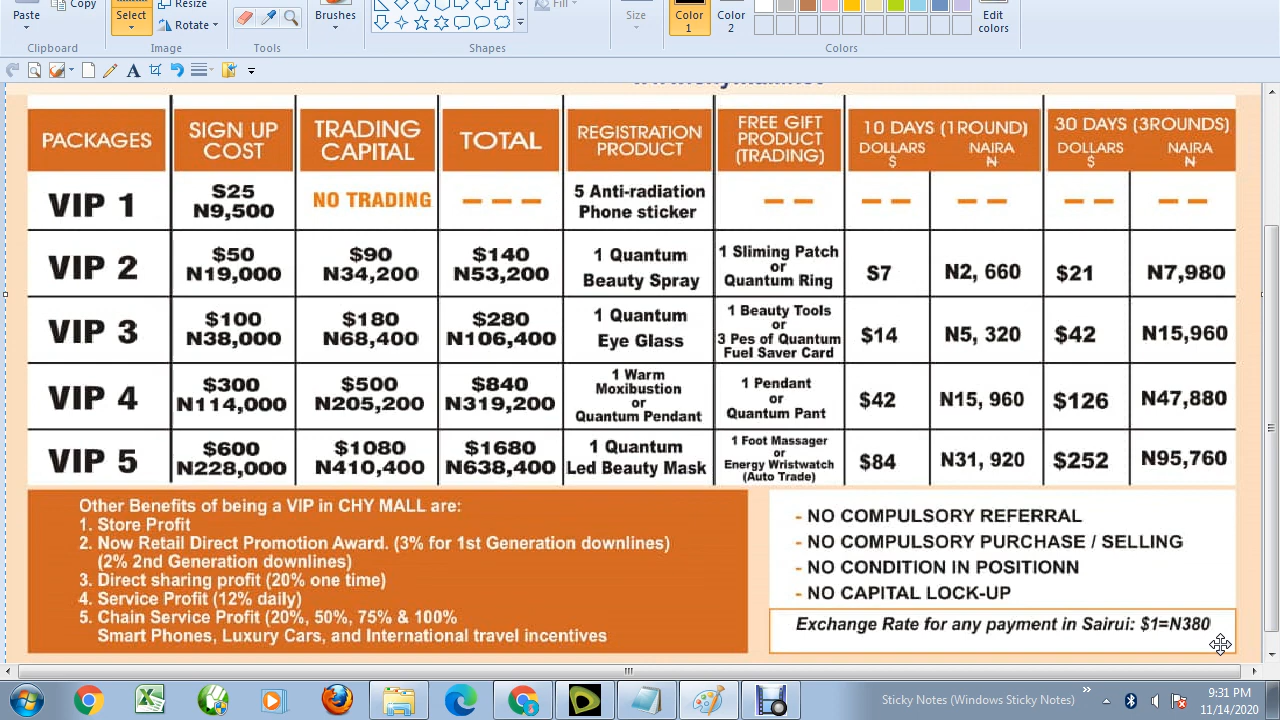 Paste
Copy
Select
Resize
Rotate
Brushes
Fill
Size
Color 1
Color 2
Edit colors
Clipboard
Image
Tools
Shapes
Colors
PACKAGES SIGN UP COST TRADING CAPITAL TOTAL REGISTRATION PRODUCT FREE GIFT PRODUCT (TRADING) 10 DAYS (1ROUND) 30 DAYS (3ROUNDS)
DOLLARS $ NAIRA ₦ DOLLARS $ NAIRA ₦
VIP 1 $25 N9,500 NO TRADING — — — 5 Anti-radiation Phone sticker — — — — — — — — — —
VIP 2 $50 N19,000 $90 N34,200 $140 N53,200 1 Quantum Beauty Spray 1 Sliming Patch or Quantum Ring $7 N2, 660 $21 N7,980
VIP 3 $100 N38,000 $180 N68,400 $280 N106,400 1 Quantum Eye Glass 1 Beauty Tools or 3 Pes of Quantum Fuel Saver Card $14 N5, 320 $42 N15,960
VIP 4 $300 N114,000 $500 N205,200 $840 N319,200 1 Warm Moxibustion or Quantum Pendant 1 Pendant or Quantum Pant $42 N15, 960 $126 N47,880
VIP 5 $600 N228,000 $1080 N410,400 $1680 N638,400 1 Quantum Led Beauty Mask 1 Foot Massager or Energy Wristwatch (Auto Trade) $84 N31, 920 $252 N95,760
Other Benefits of being a VIP in CHY MALL are:
1. Store Profit
2. Now Retail Direct Promotion Award. (3% for 1st Generation downlines)
(2% 2nd Generation downlines)
3. Direct sharing profit (20% one time)
4. Service Profit (12% daily)
5. Chain Service Profit (20%, 50%, 75% & 100%
Smart Phones, Luxury Cars, and International travel incentives
- NO COMPULSORY REFERRAL
- NO COMPULSORY PURCHASE / SELLING
- NO CONDITION IN POSITIONN
- NO CAPITAL LOCK-UP
Exchange Rate for any payment in Sairui: $1=N380
Sticky Notes (Windows Sticky Notes)
9:31 PM
11/14/2020